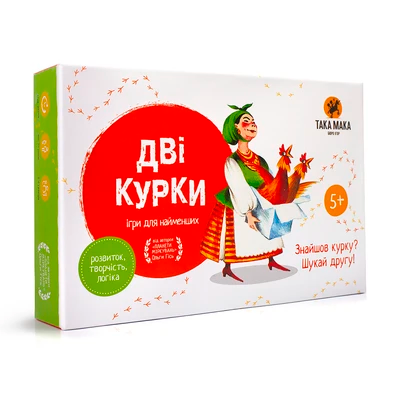 ДВІ
КУРКИ
ігри для найменших
розвиток,
творчість,
логіка
ТАКА МАКА
5+
Знайшов курку?
Шукай другу!